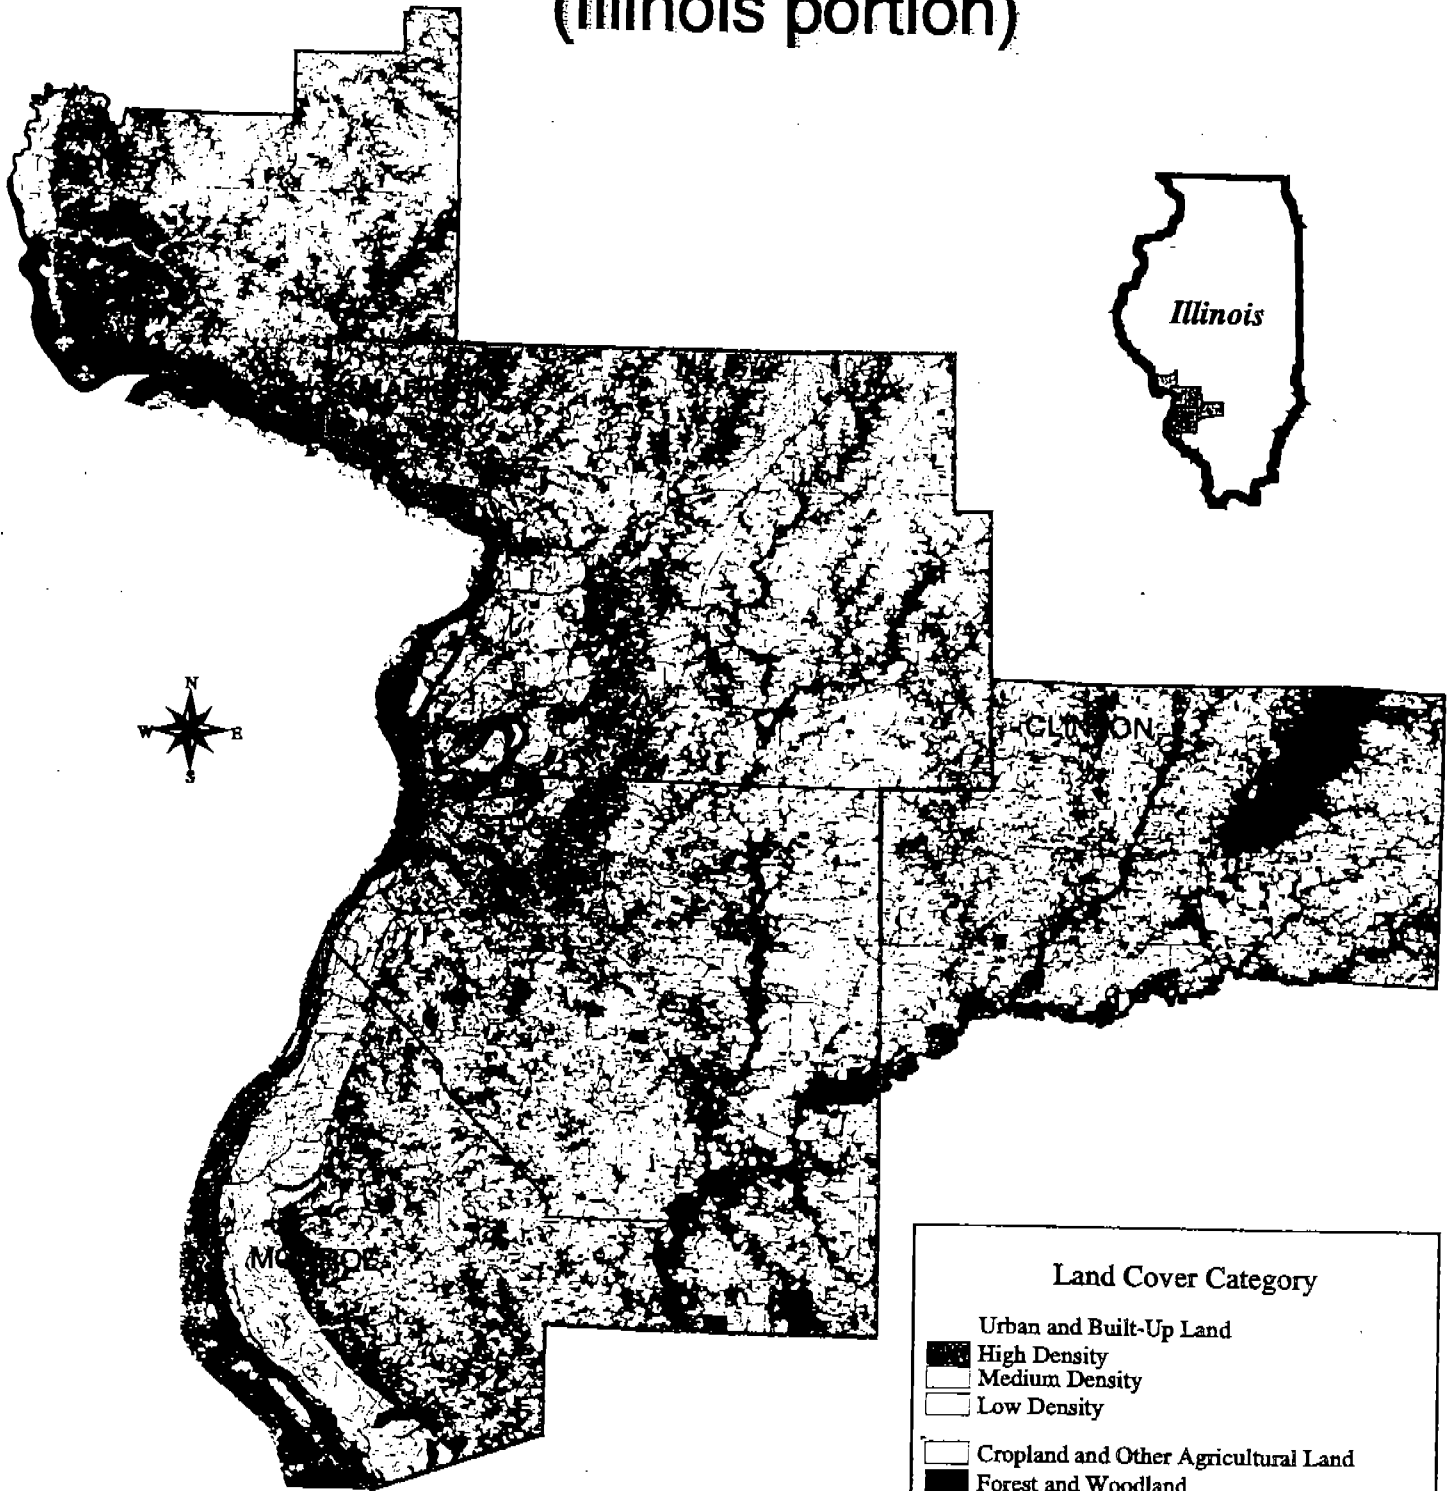 (Illinois portion)
Illinois
N
W E
S
CLINTON
Land Cover Category
Urban and Built-Up Land
High Density
Medium Density
Low Density
Cropland and Other Agricultural Land
Forest and Woodland